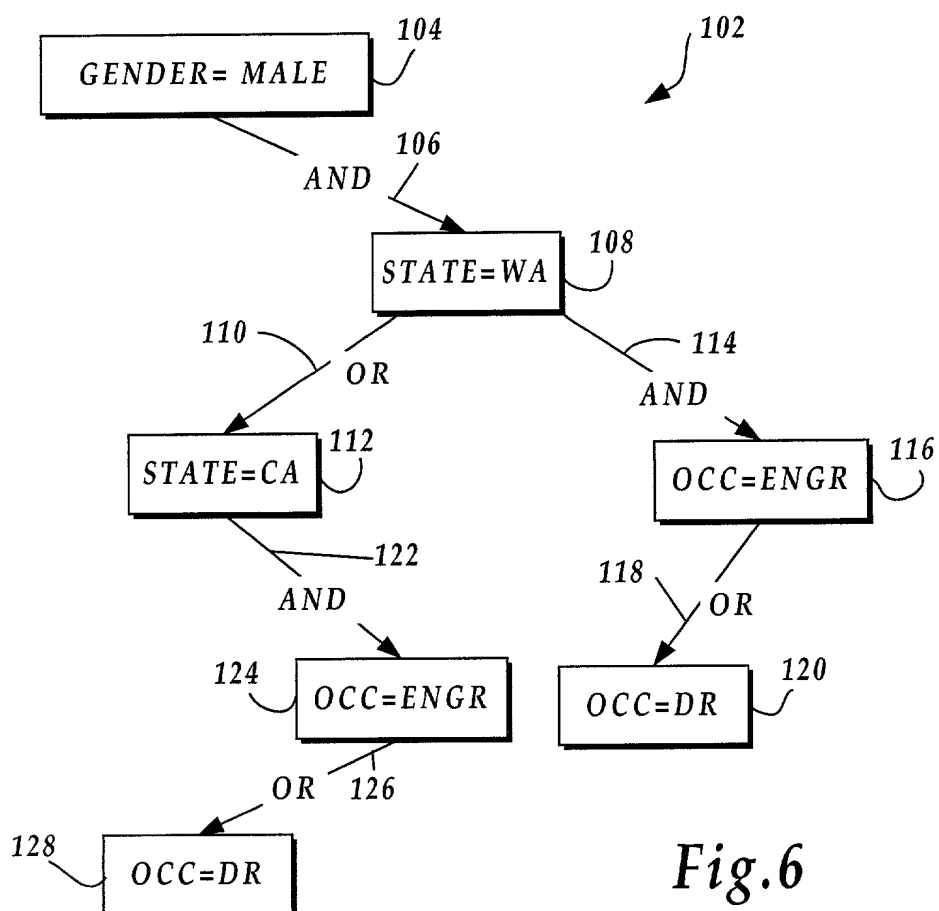 104
102
GENDER= MALE
106
AND
108
STATE=WA
110
OR
114
AND
112
STATE=CA
116
OCC=ENGR
122
118
AND
OR
124
OCC=ENGR
120
OCC=DR
OR
126
128
OCC=DR
Fig.6